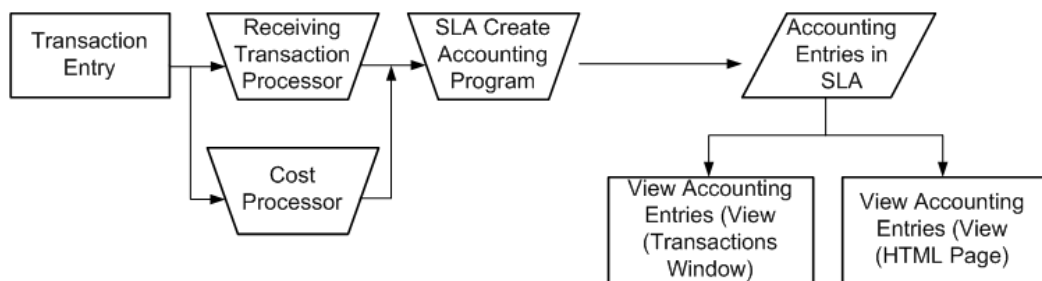 Transaction
Entry
Receiving
Transaction
Processor
SLA Create
Accounting
Program
Accounting
Entries in
SLA
Cost
Processor
View Accounting
Entries (View
(Transactions
Window)
View Accounting
Entries (View
(HTML Page)